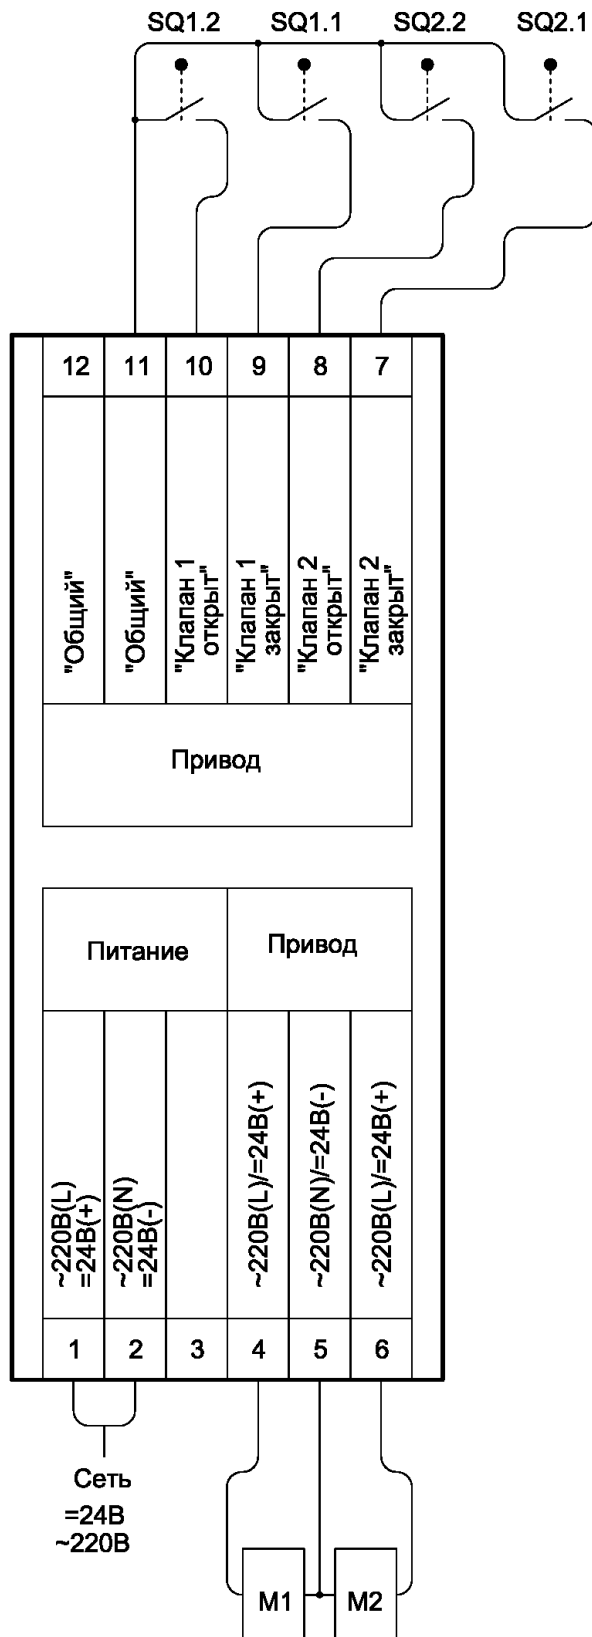 SQ1.2 SQ1.1 SQ2.2 SQ2.1
12 11 10 9 8 7
"Общий"
"Общий"
"Клапан 1
открыт"
"Клапан 1
закрыт"
"Клапан 2
открыт"
"Клапан 2
закрыт"
Привод
Питание
Привод
~220В(L)
=24В(+)
~220В(N)
=24В(-)
~220В(L)/=24В(+)
~220В(N)/=24В(-)
~220В(L)/=24В(+)
1 2 3 4 5 6
Сеть
=24В
~220В
М1 М2